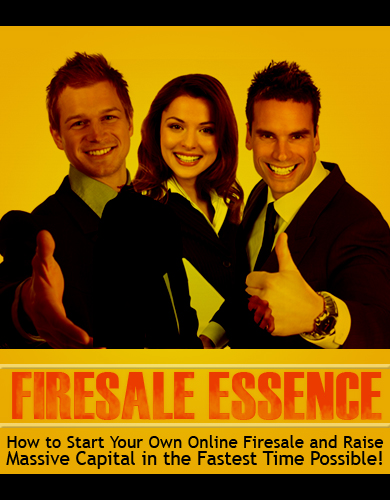 FIRESALE ESSENCE
How to Start Your Own Online Firesale and Raise
Massive Capital in the Fastest Time Possible!